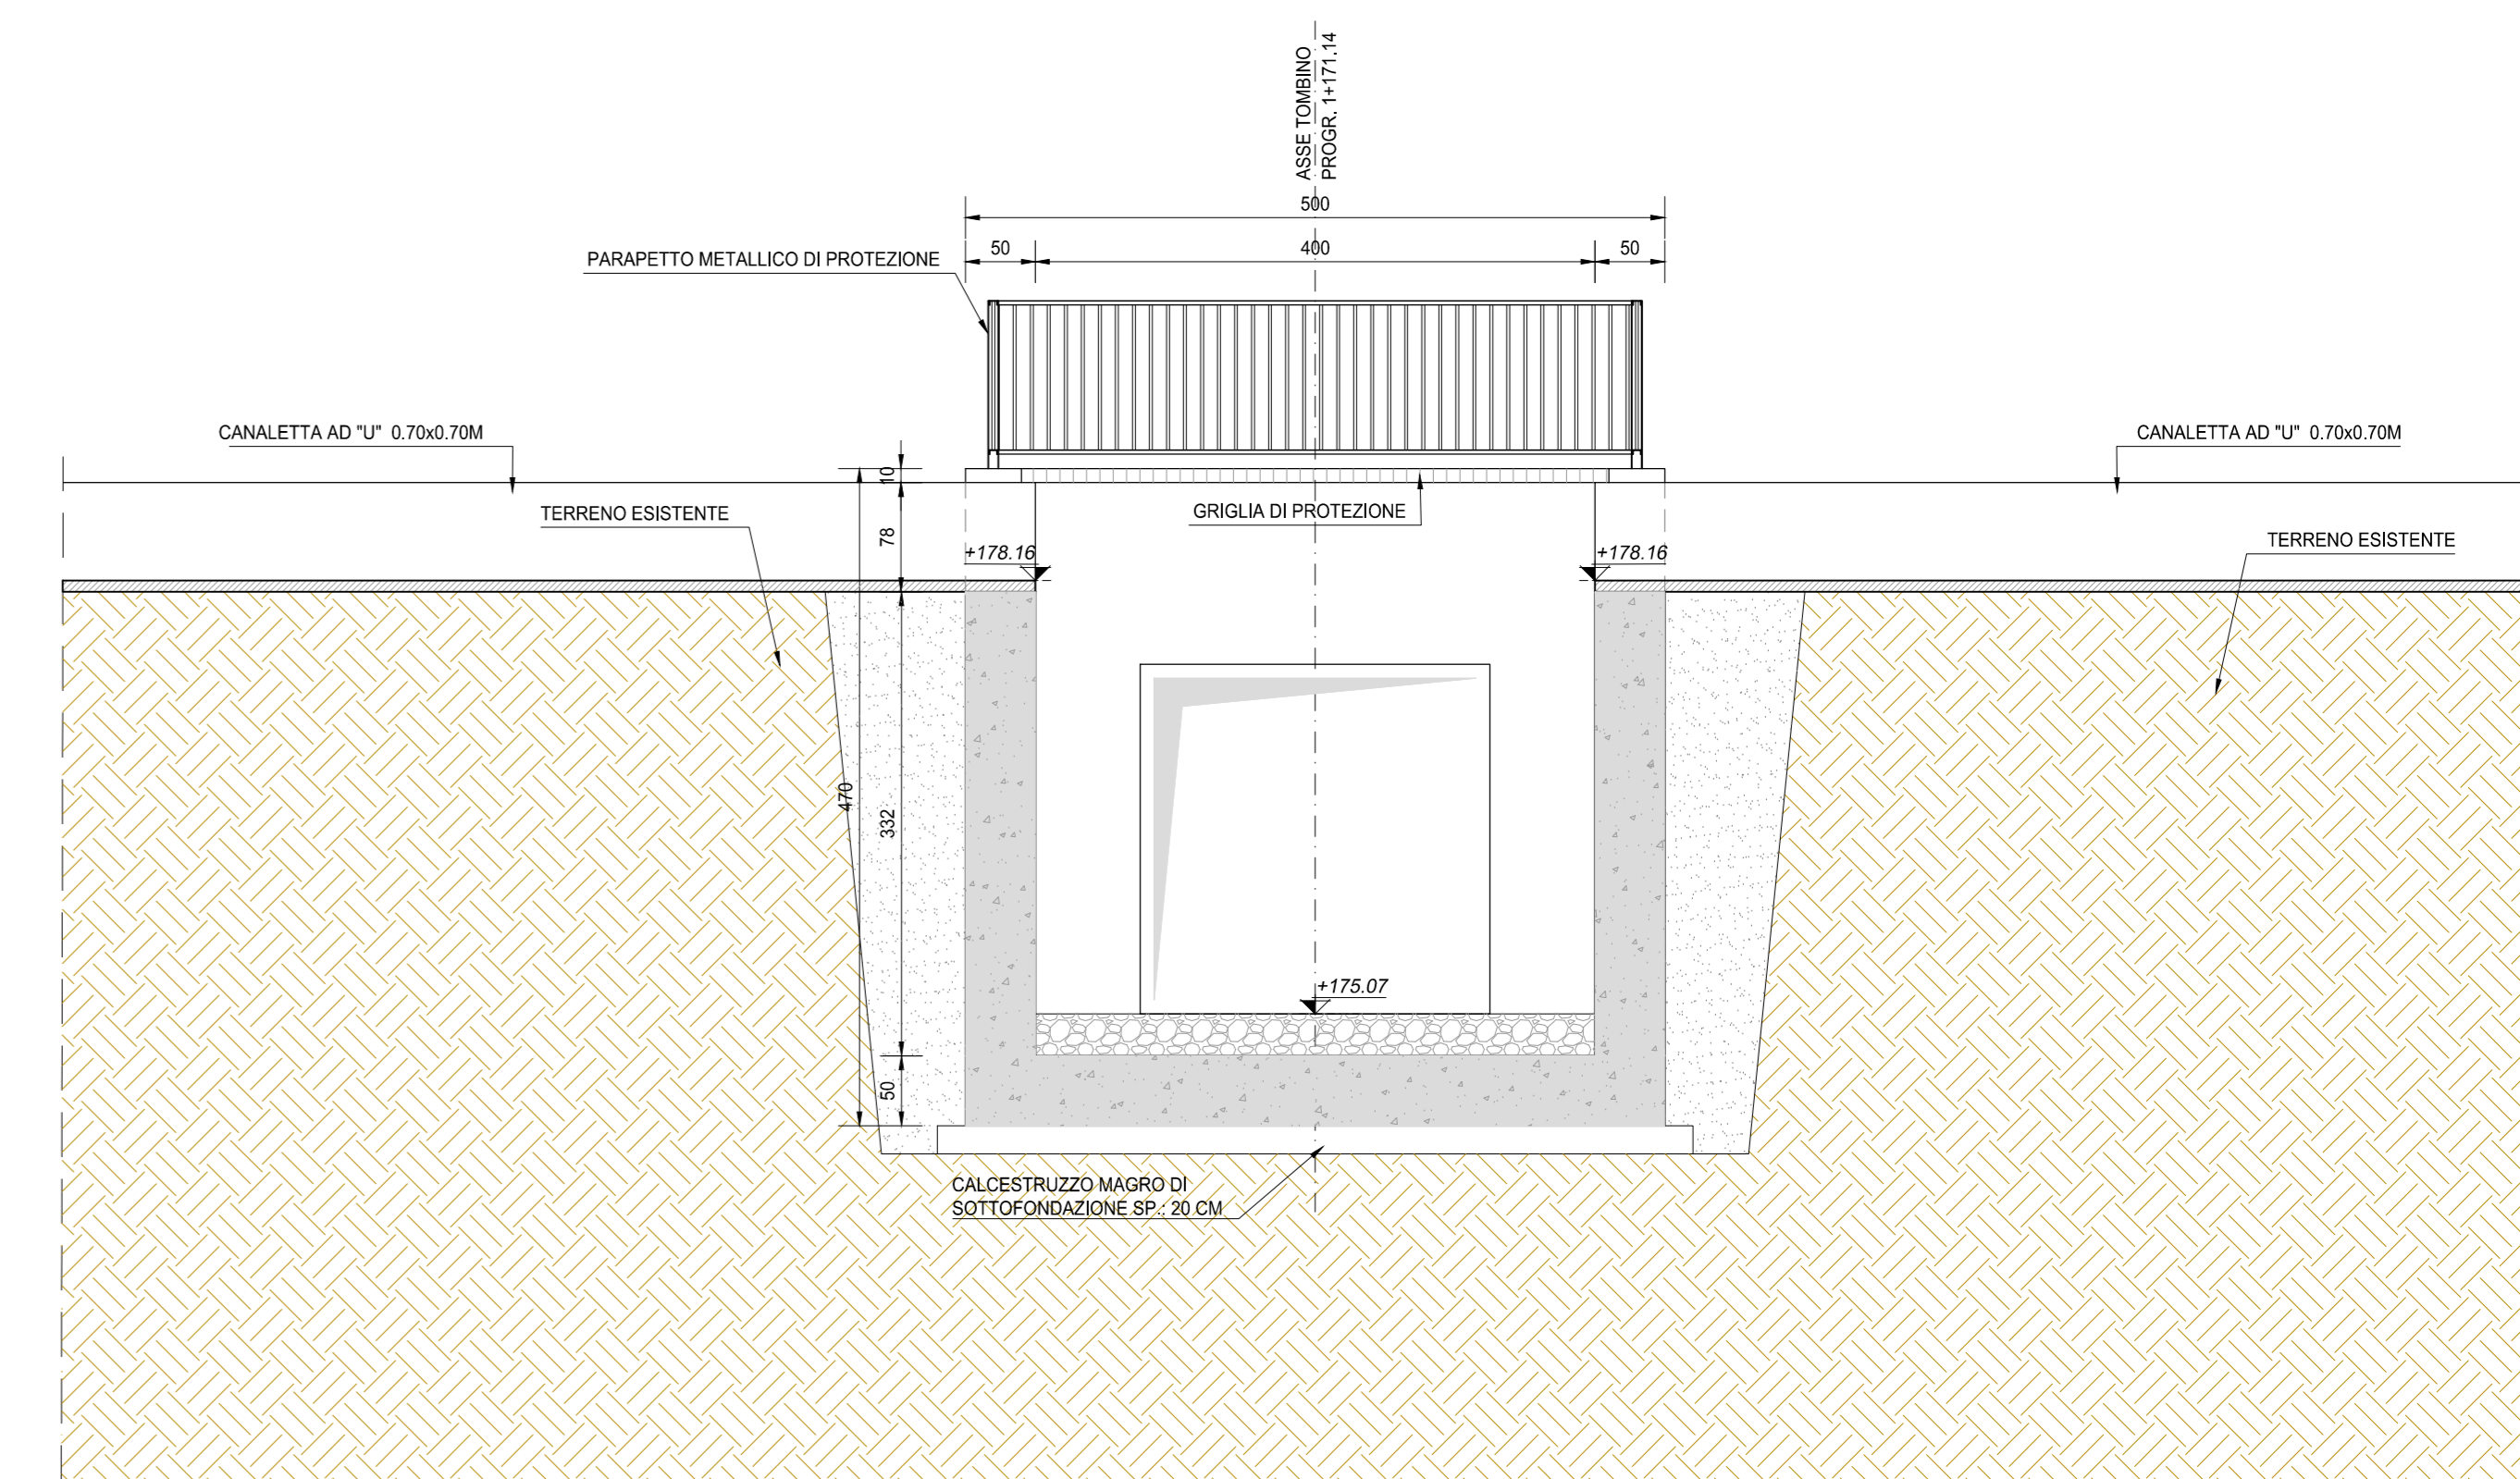 ASSE TOMBINO
PROGR. 1+171.14
500
50
400
50
PARAPETTO METALLICO DI PROTEZIONE
CANALETTA AD "U" 0.70x0.70M
CANALETTA AD "U" 0.70x0.70M
10
TERRENO ESISTENTE
GRIGLIA DI PROTEZIONE
78
TERRENO ESISTENTE
+178.16
+178.16
470
332
+175.07
50
CALCESTRUZZO MAGRO DI
SOTTOFONDAZIONE SP.: 20 CM